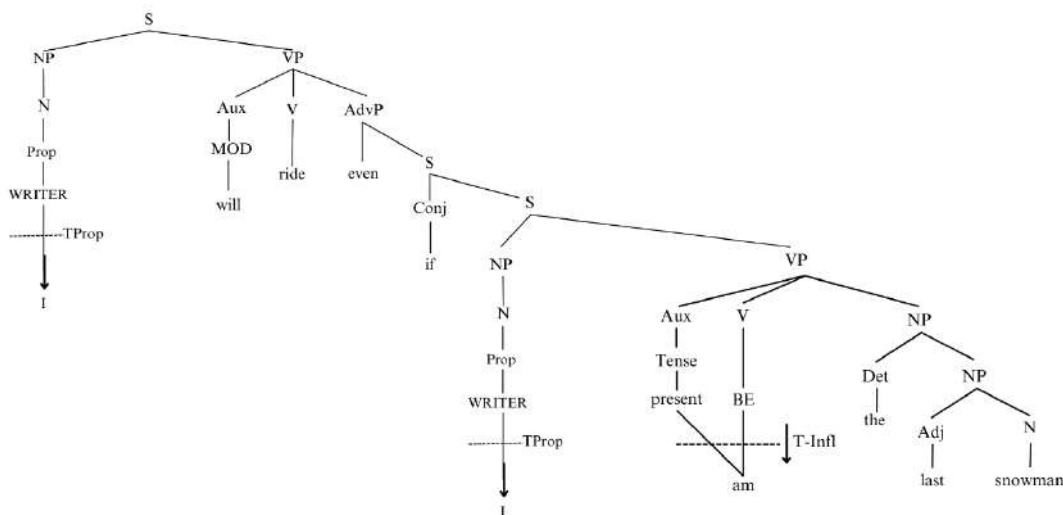 S
NP VP
N Aux V AdvP
Prop MOD ride even S
WRITER will Conj S
TProp if NP VP
I N Aux V NP
Prop Tense Det NP
WRITER present BE the Adj N
TProp T-Infl last snowman
I am